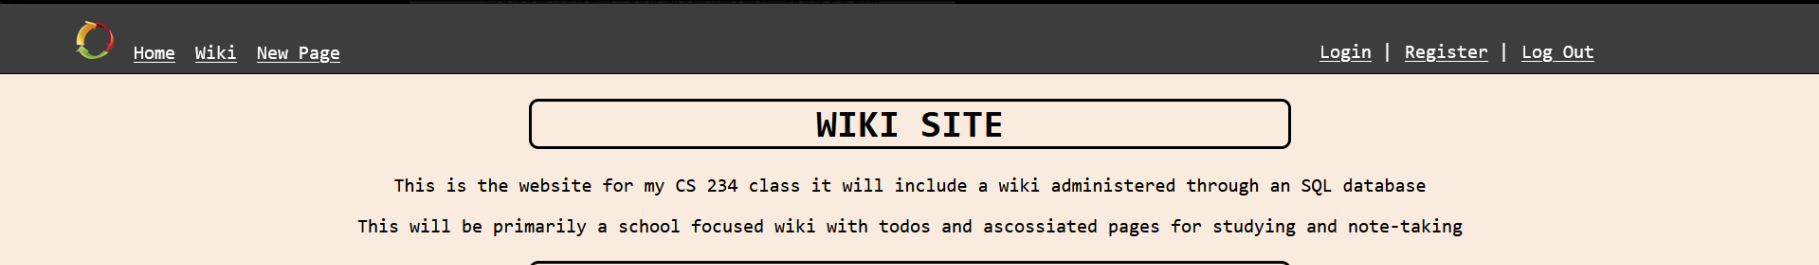 Home Wiki New Page Login | Register | Log Out
WIKI SITE
This is the website for my CS 234 class it will include a wiki administered through an SQL database
This will be primarily a school focused wiki with todos and ascossiated pages for studying and note-taking